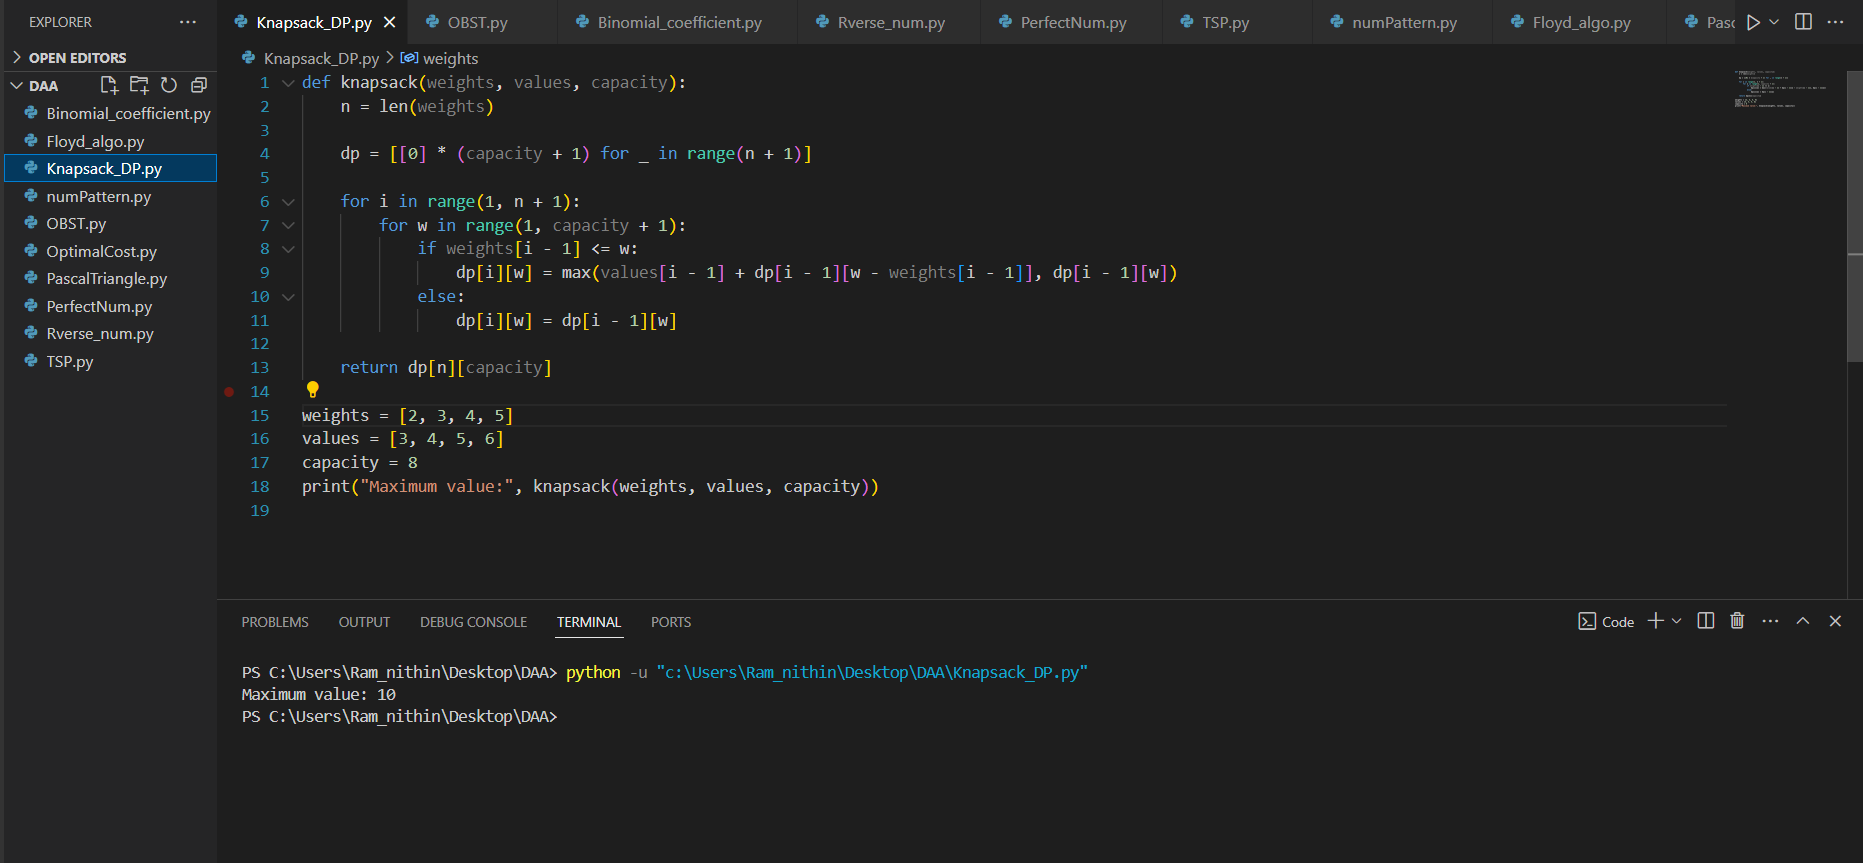 EXPLORER
OPEN EDITORS
DAA
Binomial_coefficient.py
Floyd_algo.py
Knapsack_DP.py
numPattern.py
OBST.py
OptimalCost.py
PascalTriangle.py
PerfectNum.py
Rverse_num.py
TSP.py
Knapsack_DP.py OBST.py Binomial_coefficient.py Rverse_num.py PerfectNum.py TSP.py numPattern.py Floyd_algo.py Pasc
Knapsack_DP.py > weights
1 def knapsack(weights, values, capacity):
2     n = len(weights)
3
4     dp = [[0] * (capacity + 1) for _ in range(n + 1)]
5
6     for i in range(1, n + 1):
7         for w in range(1, capacity + 1):
8             if weights[i - 1] <= w:
9                 dp[i][w] = max(values[i - 1] + dp[i - 1][w - weights[i - 1]], dp[i - 1][w])
10             else:
11                 dp[i][w] = dp[i - 1][w]
12
13     return dp[n][capacity]
14
15 weights = [2, 3, 4, 5]
16 values = [3, 4, 5, 6]
17 capacity = 8
18 print("Maximum value:", knapsack(weights, values, capacity))
19
PROBLEMS OUTPUT DEBUG CONSOLE TERMINAL PORTS Code
PS C:\Users\Ram_nithin\Desktop\DAA> python -u "c:\Users\Ram_nithin\Desktop\DAA\Knapsack_DP.py"
Maximum value: 10
PS C:\Users\Ram_nithin\Desktop\DAA>